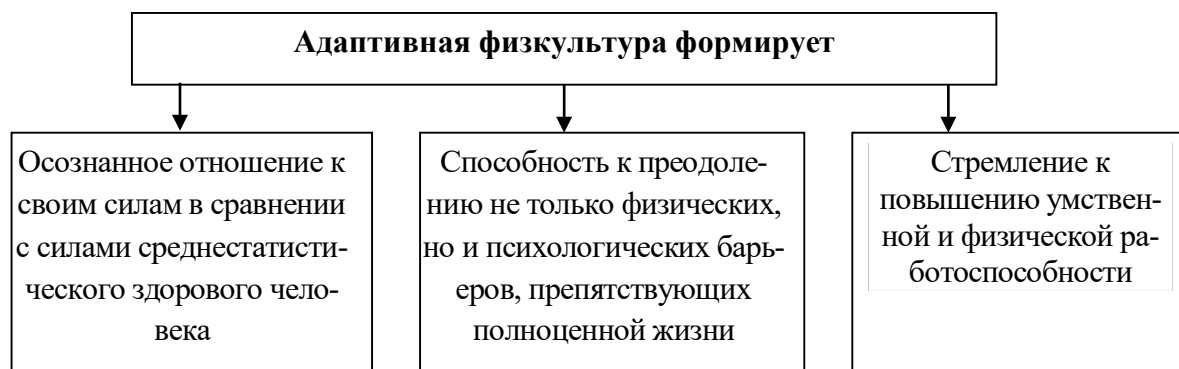 Адаптивная физкультура формирует
Осознанное отношение к
своим силам в сравнении
с силами среднестатисти-
ческого здорового чело-
века
Способность к преодоле-
нию не только физических,
но и психологических барь-
еров, препятствующих
полноценной жизни
Стремление к
повышению умствен-
ной и физической ра-
ботоспособности